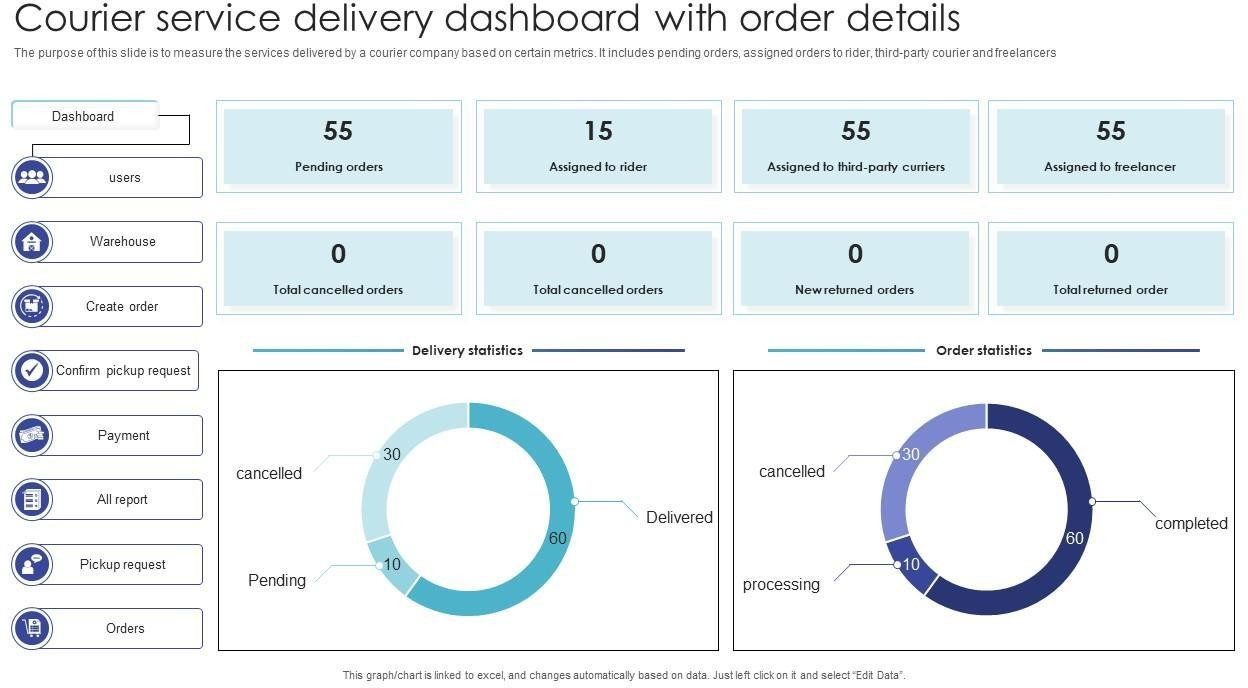 Courier service delivery dashboard with order details
The purpose of this slide is to measure the services delivered by a courier company based on certain metrics. It includes pending orders, assigned orders to rider, third-party courier and freelancers
Dashboard
users
Warehouse
Create order
Confirm pickup request
Payment
All report
Pickup request
Orders
55
Pending orders
15
Assigned to rider
55
Assigned to third-party curriers
55
Assigned to freelancer
0
Total cancelled orders
0
Total cancelled orders
0
New returned orders
0
Total returned order
Delivery statistics
30
cancelled
Delivered
60
10
Pending
Order statistics
30
cancelled
completed
60
10
processing
This graph/chart is linked to excel, and changes automatically based on data. Just left click on it and select “Edit Data”.